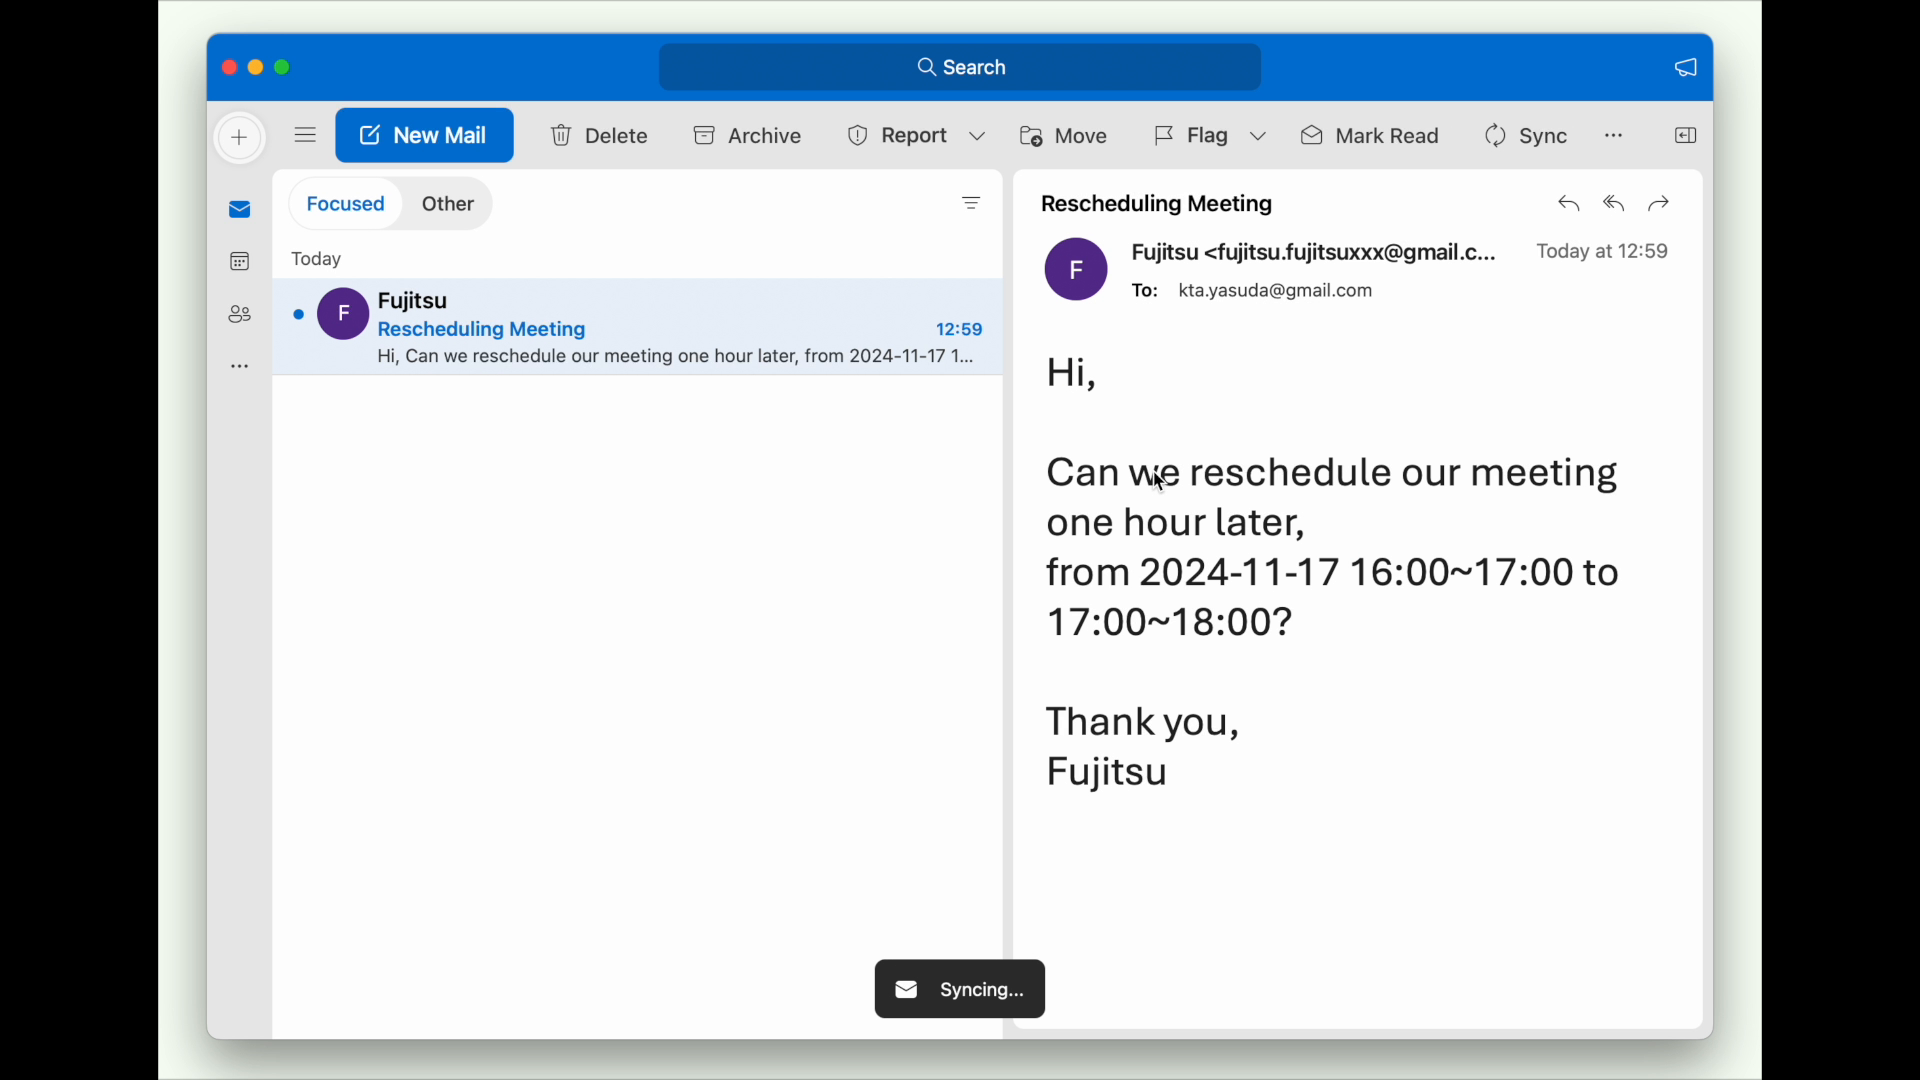 Search
New Mail
Delete
Archive
Report
Move
Flag
Mark Read
Sync
Focused
Other
Today
F
Fujitsu
Rescheduling Meeting
12:59
Hi, Can we reschedule our meeting one hour later, from 2024-11-17 1...
Rescheduling Meeting
F
Fujitsu <fujitsu.fujitsuxxx@gmail.c...
Today at 12:59
To: kta.yasuda@gmail.com
Hi,
Can we reschedule our meeting
one hour later,
from 2024-11-17 16:00~17:00 to
17:00~18:00?
Thank you,
Fujitsu
Syncing...